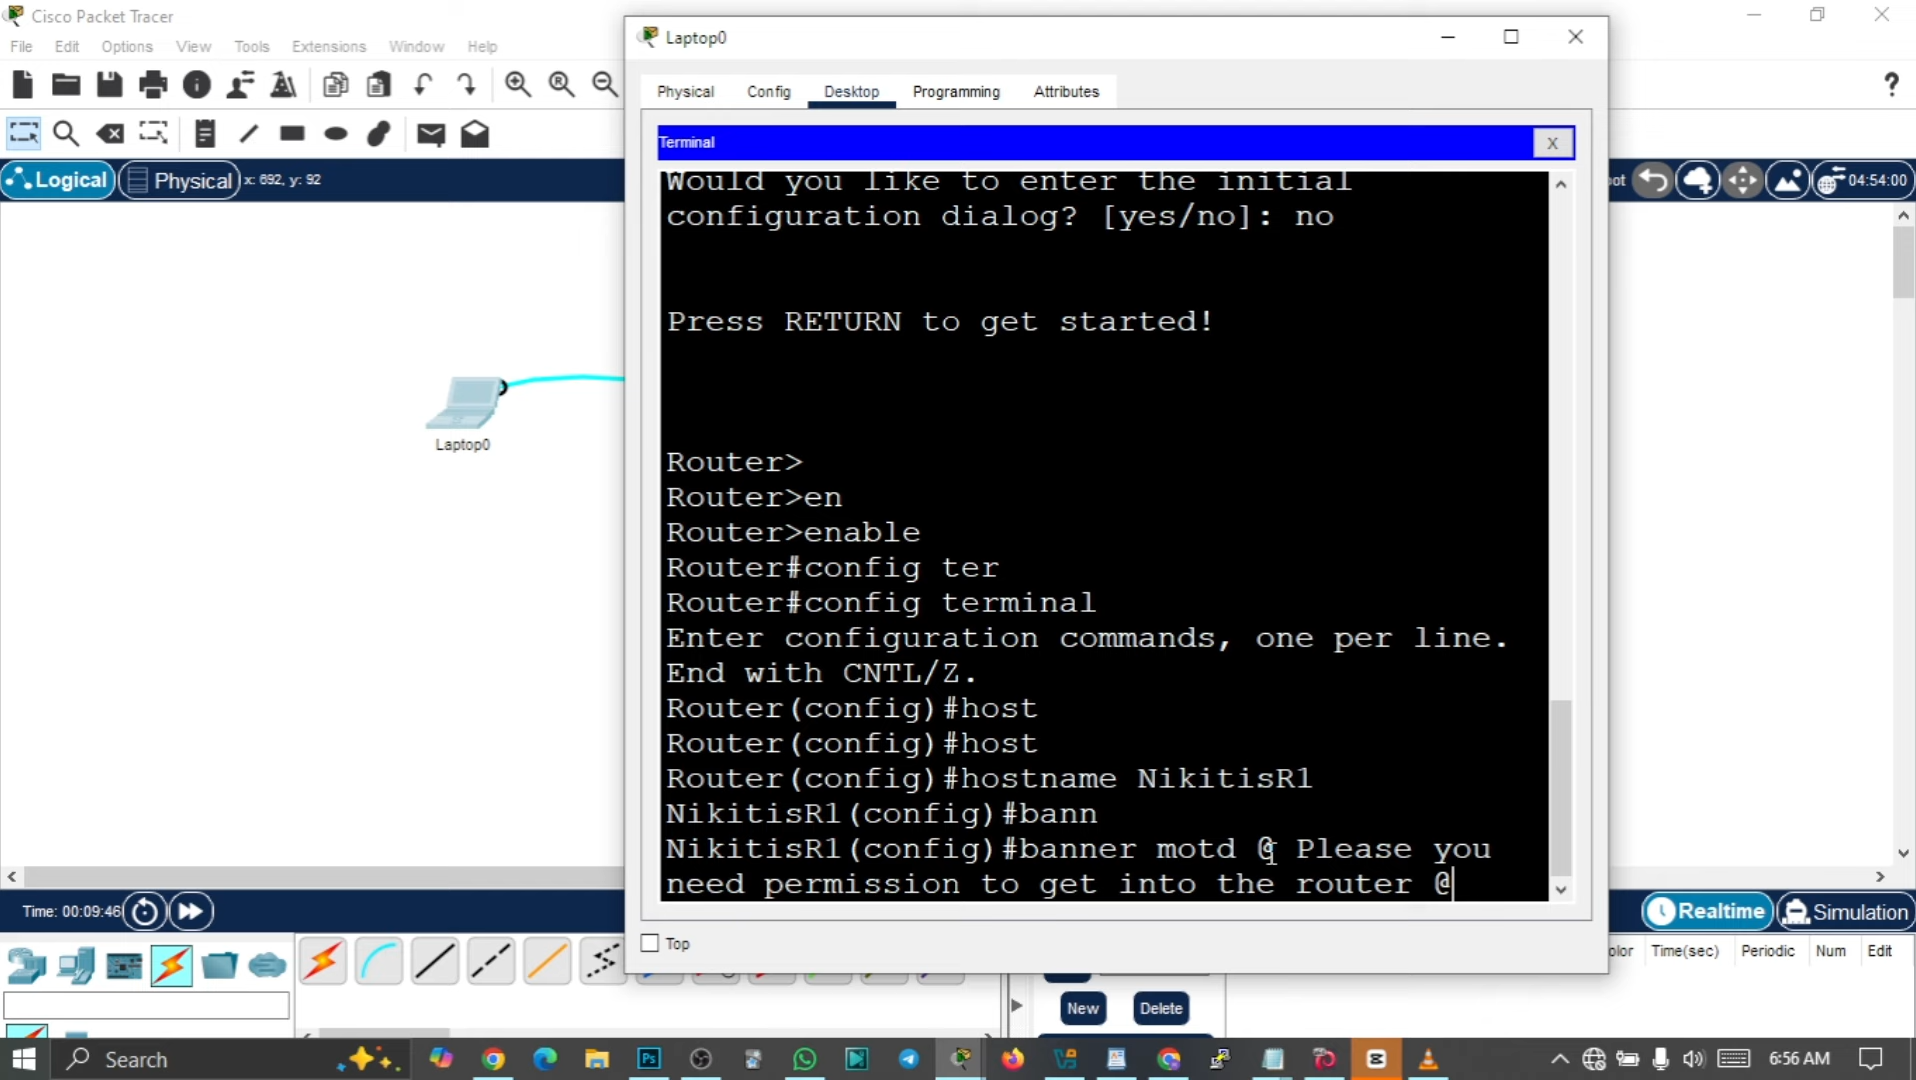 Cisco Packet Tracer
File Edit Options View Tools Extensions Window Help
Logical Physical x: 692, y: 92
04:54:00
Laptop0
Laptop0
Physical Config Desktop Programming Attributes
Terminal X
Would you like to enter the initial
configuration dialog? [yes/no]: no
Press RETURN to get started!
Router>
Router>en
Router>enable
Router#config ter
Router#config terminal
Enter configuration commands, one per line.
End with CNTL/Z.
Router(config)#host
Router(config)#host
Router(config)#hostname NikitisR1
NikitisR1(config)#bann
NikitisR1(config)#banner motd @ Please you
need permission to get into the router @
Top
Time: 00:09:46
Realtime Simulation
Time(sec) Periodic Num Edit
New Delete
Search
6:56 AM